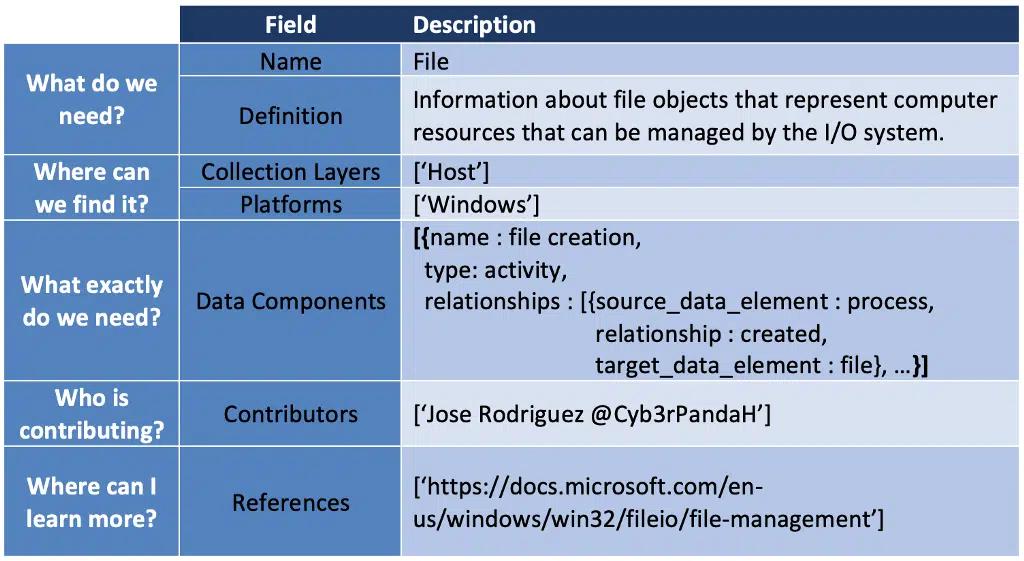 Field Description
What do we
need?
Name File
Definition
Information about file objects that represent computer
resources that can be managed by the I/O system.
Where can
we find it?
Collection Layers [‘Host’]
Platforms [‘Windows’]
What exactly
do we need?
Data Components
[{name : file creation,
type: activity,
relationships : [{source_data_element : process,
relationship : created,
target_data_element : file}, …}]
Who is
contributing?
Contributors [‘Jose Rodriguez @Cyb3rPandaH’]
Where can I
learn more?
References
[‘https://docs.microsoft.com/en-
us/windows/win32/fileio/file-management’]